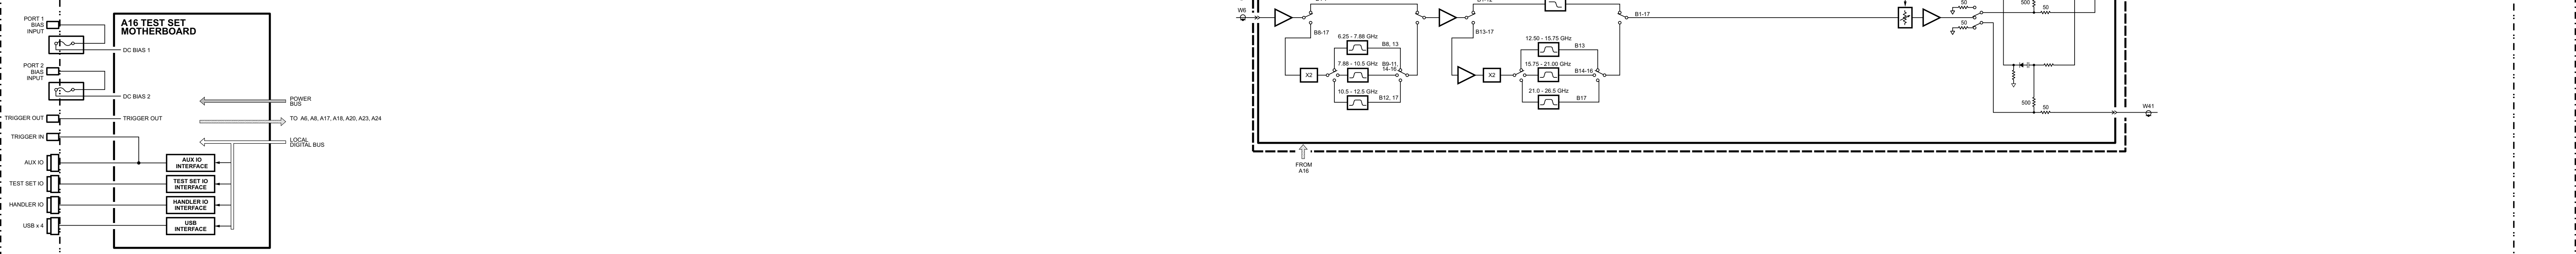 PORT 1
BIAS
INPUT
A16 TEST SET
MOTHERBOARD
DC BIAS 1
PORT 2
BIAS
INPUT
DC BIAS 2
POWER
BUS
TRIGGER OUT
TRIGGER OUT
TO A6, A8, A17, A18, A20, A23, A24
TRIGGER IN
LOCAL
DIGITAL BUS
AUX IO
AUX IO
INTERFACE
TEST SET IO
TEST SET IO
INTERFACE
HANDLER IO
HANDLER IO
INTERFACE
USB x 4
USB
INTERFACE
W6
B8-17
6.25 - 7.88 GHz
B8, 13
7.88 - 10.5 GHz
B9-11,
14-16
X2
10.5 - 12.5 GHz
B12, 17
B13-17
12.50 - 15.75 GHz
B13
15.75 - 21.00 GHz
B14-16
X2
21.0 - 26.5 GHz
B17
B1-17
50
50
500
50
500
50
W41
FROM
A16